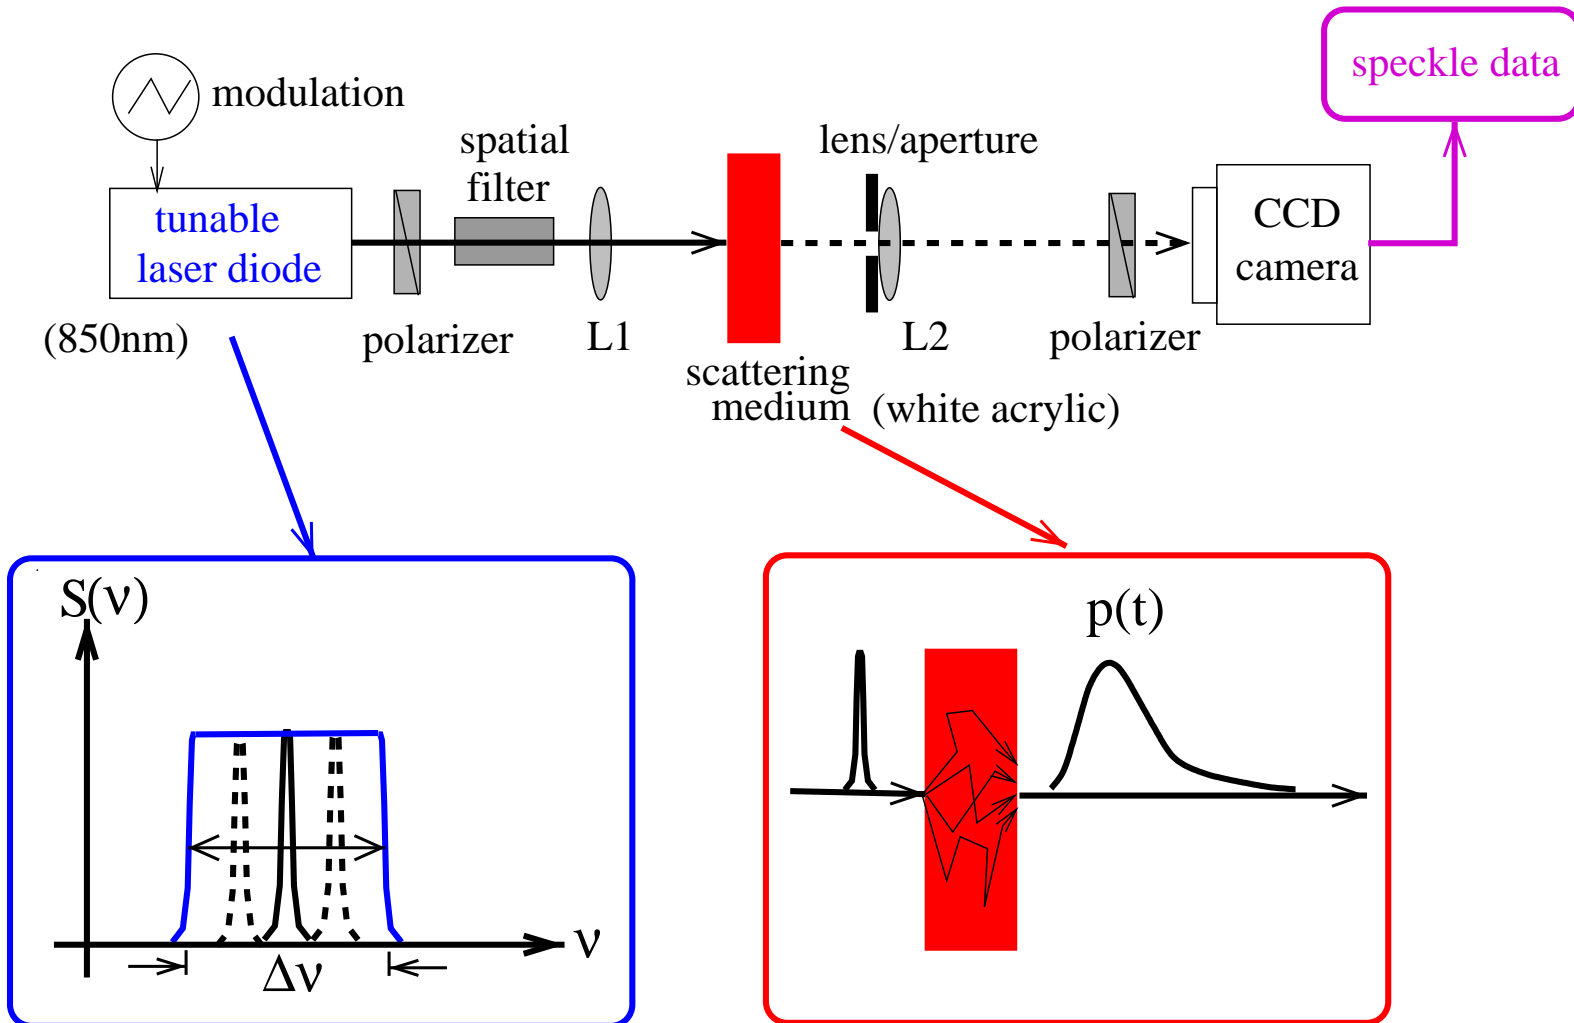 speckle data
modulation
spatial
filter
lens/aperture
tunable
laser diode
CCD
camera
(850nm)
polarizer
L1
L2
polarizer
scattering
medium (white acrylic)
S(ν)
ν
Δν
p(t)